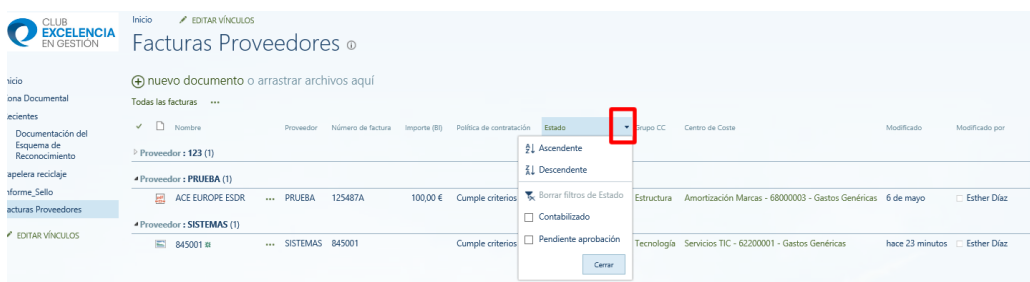 CLUB
EXCELENCIA
EN GESTIÓN
Inicio EDITAR VÍNCULOS
Facturas Proveedores
nuevo documento o arrastrar archivos aquí
Todas las facturas ...
nicio
ona Documental
ecientes
Documentación del
Esquema de
Reconocimiento
apelera reciclaje
nforme_Sello
acturas Proveedores
EDITAR VÍNCULOS
Nombre Proveedor Número de factura Importe (BI) Política de contratación Estado Grupo CC Centro de Coste Modificado Modificado por
Proveedor : 123 (1)
Proveedor : PRUEBA (1)
ACE EUROPE ESDR ... PRUEBA 125487A 100,00 € Cumple criterios Estructura Amortización Marcas - 68000003 - Gastos Genéricas 6 de mayo Esther Díaz
Proveedor : SISTEMAS (1)
845001 ... SISTEMAS 845001 Cumple criterios Tecnología Servicios TIC - 62200001 - Gastos Genéricas hace 23 minutos Esther Díaz
Ascendente
Descendente
Borrar filtros de Estado
Contabilizado
Pendiente aprobación
Cerrar